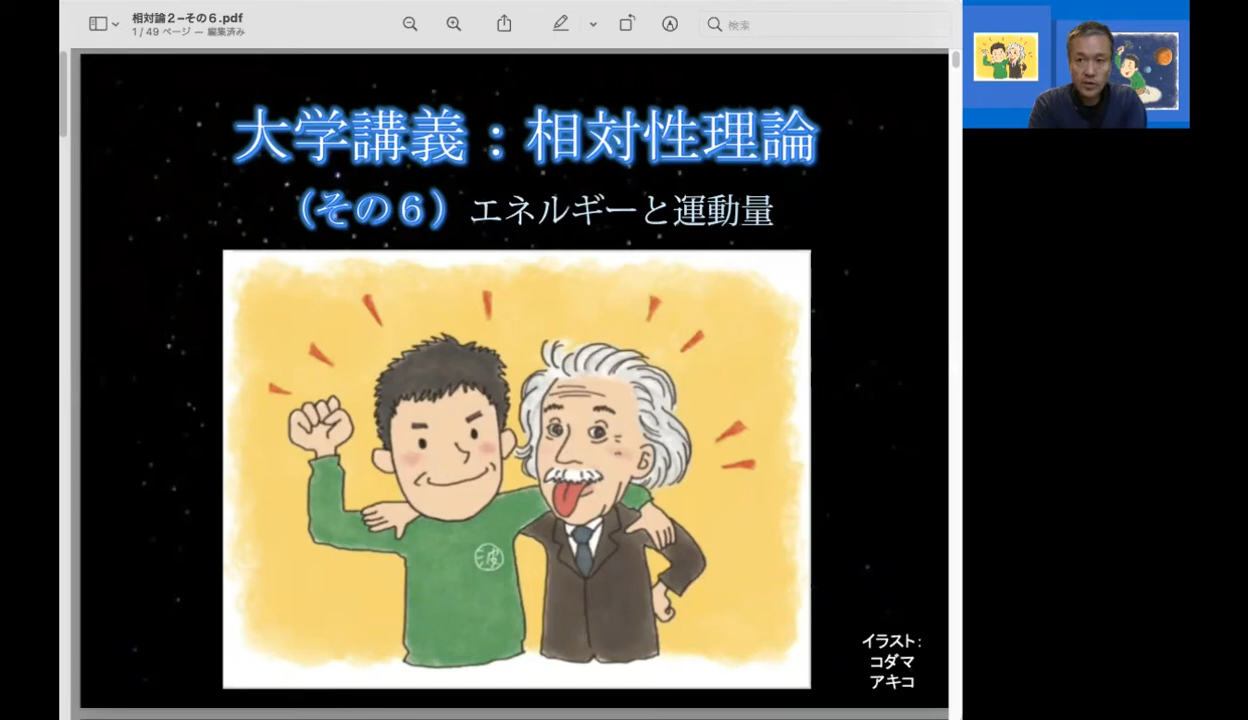 相対論2-その6.pdf
1 / 49 ページ — 編集済み
検索
大学講義：相対性理論
（その６）エネルギーと運動量
波
イラスト：
コダマ
アキコ